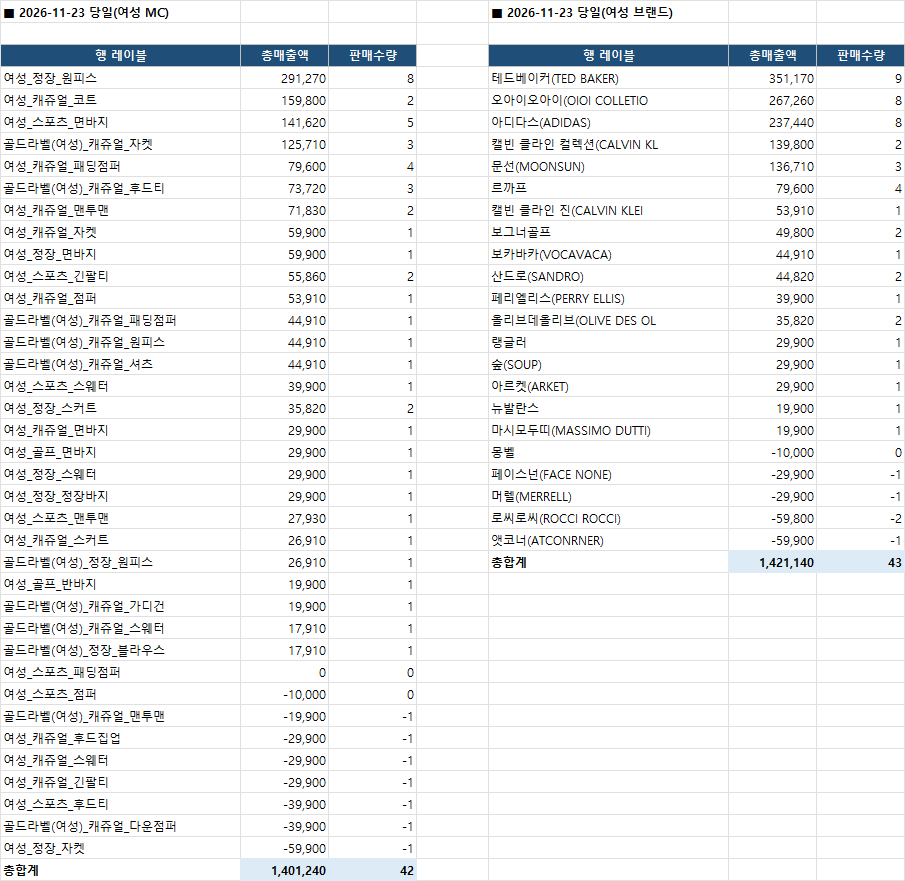 ■ 2026-11-23 당일(여성 MC)
행 레이블 총매출액 판매수량
여성_정장_원피스 291,270 8
여성_캐쥬얼_코트 159,800 2
여성_스포츠_면바지 141,620 5
골드라벨(여성)_캐쥬얼_자켓 125,710 3
여성_캐쥬얼_패딩점퍼 79,600 4
골드라벨(여성)_캐쥬얼_후드티 73,720 3
여성_캐쥬얼_맨투맨 71,830 2
여성_캐쥬얼_자켓 59,900 1
여성_정장_면바지 59,900 1
여성_스포츠_긴팔티 55,860 2
여성_캐쥬얼_점퍼 53,910 1
골드라벨(여성)_캐쥬얼_패딩점퍼 44,910 1
골드라벨(여성)_캐쥬얼_원피스 44,910 1
골드라벨(여성)_캐쥬얼_셔츠 44,910 1
여성_스포츠_스웨터 39,900 1
여성_정장_스커트 35,820 2
여성_캐쥬얼_면바지 29,900 1
여성_골프_면바지 29,900 1
여성_정장_스웨터 29,900 1
여성_정장_정장바지 29,900 1
여성_스포츠_맨투맨 27,930 1
여성_캐쥬얼_스커트 26,910 1
골드라벨(여성)_정장_원피스 26,910 1
여성_골프_반바지 19,900 1
골드라벨(여성)_캐쥬얼_가디건 19,900 1
골드라벨(여성)_캐쥬얼_스웨터 17,910 1
골드라벨(여성)_정장_블라우스 17,910 1
여성_스포츠_패딩점퍼 0 0
여성_스포츠_점퍼 -10,000 0
골드라벨(여성)_캐쥬얼_맨투맨 -19,900 -1
여성_캐쥬얼_후드집업 -29,900 -1
여성_캐쥬얼_스웨터 -29,900 -1
여성_캐쥬얼_긴팔티 -29,900 -1
여성_스포츠_후드티 -39,900 -1
골드라벨(여성)_캐쥬얼_다운점퍼 -39,900 -1
여성_정장_자켓 -59,900 -1
총합계 1,401,240 42
■ 2026-11-23 당일(여성 브랜드)
행 레이블 총매출액 판매수량
테드베이커(TED BAKER) 351,170 9
오아이오아이(OIOI COLLETIO 267,260 8
아디다스(ADIDAS) 237,440 8
캘빈 클라인 컬렉션(CALVIN KL 139,800 2
문선(MOONSUN) 136,710 3
르까프 79,600 4
캘빈 클라인 진(CALVIN KLEI 53,910 1
보그너골프 49,800 2
보카바카(VOCAVACA) 44,910 1
산드로(SANDRO) 44,820 2
페리엘리스(PERRY ELLIS) 39,900 1
올리브데올리브(OLIVE DES OL 35,820 2
랭글러 29,900 1
숲(SOUP) 29,900 1
아르켓(ARKET) 29,900 1
뉴발란스 19,900 1
마시모두띠(MASSIMO DUTTI) 19,900 1
몽벨 -10,000 0
페이스넌(FACE NONE) -29,900 -1
머렐(MERRELL) -29,900 -1
로씨로씨(ROCCI ROCCI) -59,800 -2
앳코너(ATCONRNER) -59,900 -1
총합계 1,421,140 43